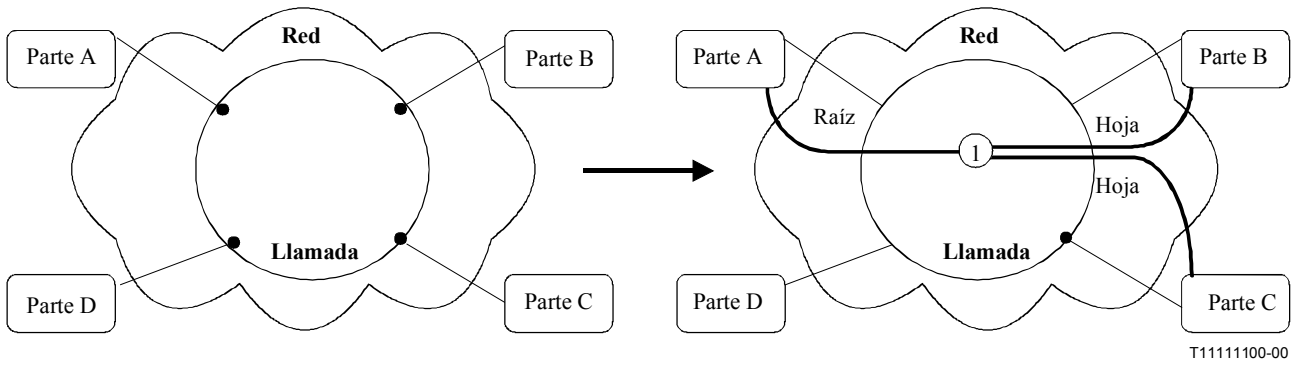 Red
Parte A
Parte B
Llamada
Parte D
Parte C
Red
Parte A
Parte B
Raíz
Hoja
1
Hoja
Llamada
Parte D
Parte C
T11111100-00